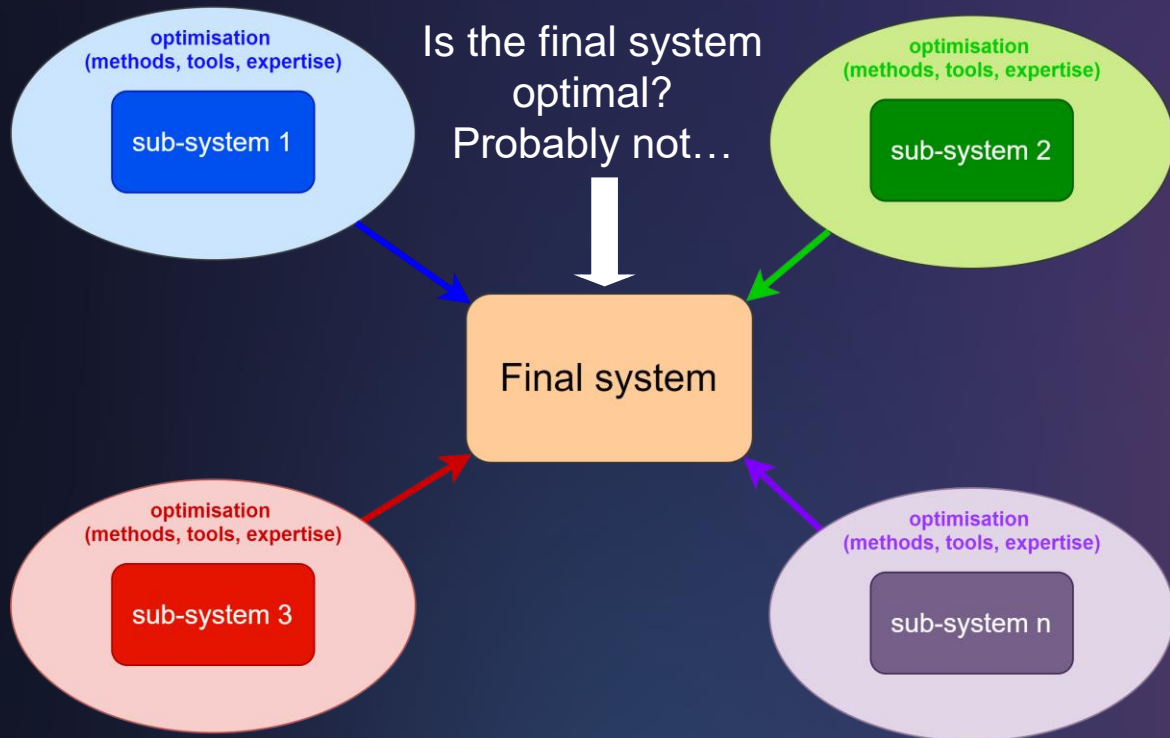 optimisation
(methods, tools, expertise)
sub-system 1
Is the final system
optimal?
Probably not…
optimisation
(methods, tools, expertise)
sub-system 2
Final system
optimisation
(methods, tools, expertise)
sub-system 3
optimisation
(methods, tools, expertise)
sub-system n